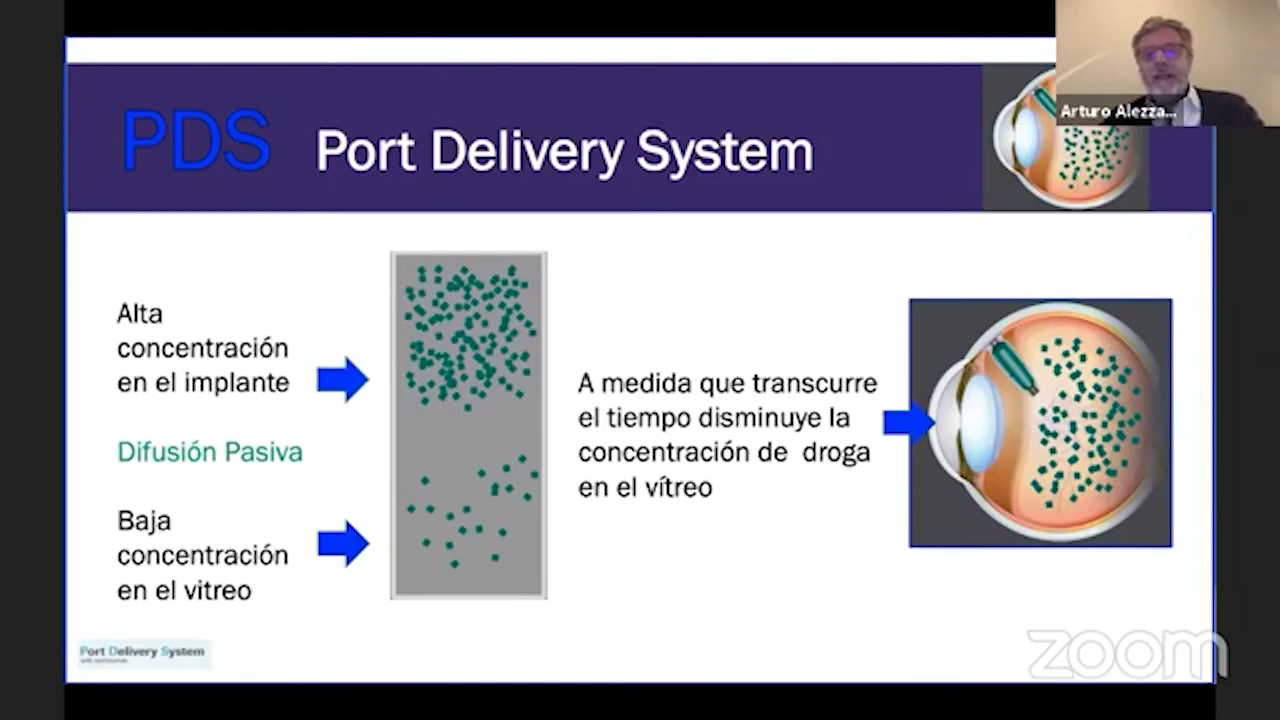 PDS Port Delivery System
Arturo Alezza...
Alta
concentración
en el implante
Difusión Pasiva
Baja
concentración
en el vitreo
A medida que transcurre
el tiempo disminuye la
concentración de droga
en el vítreo
Port Delivery System
zoom